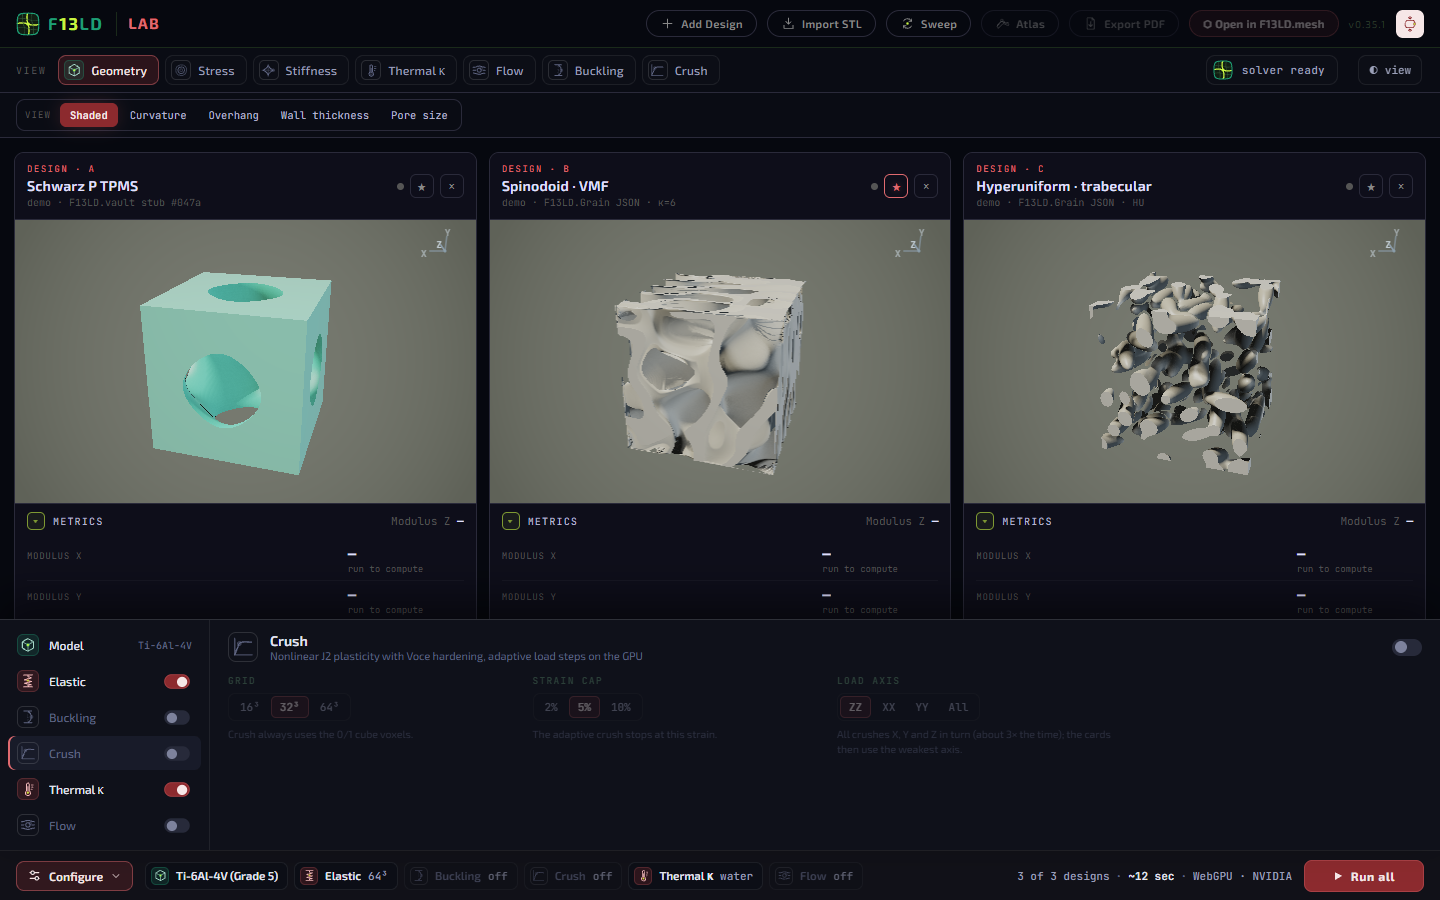 F13LD LAB
Add Design
Import STL
Sweep
Atlas
Export PDF
Open in F13LD.mesh
v0.35.1
VIEW
Geometry
Stress
Stiffness
Thermal κ
Flow
Buckling
Crush
solver ready
view
VIEW
Shaded
Curvature
Overhang
Wall thickness
Pore size
DESIGN · A
Schwarz P TPMS
demo · F13LD.vault stub #047a
★ ×
X Z Y
METRICS
Modulus Z –
MODULUS X –
run to compute
MODULUS Y –
run to compute
DESIGN · B
Spinodoid · VMF
demo · F13LD.Grain JSON · κ=6
★ ×
X Z Y
METRICS
Modulus Z –
MODULUS X –
run to compute
MODULUS Y –
run to compute
DESIGN · C
Hyperuniform · trabecular
demo · F13LD.Grain JSON · HU
★ ×
X Z Y
METRICS
Modulus Z –
MODULUS X –
run to compute
MODULUS Y –
run to compute
Model Ti-6Al-4V
Elastic
Buckling
Crush
Thermal κ
Flow
Crush
Nonlinear J2 plasticity with Voce hardening, adaptive load steps on the GPU
GRID
16³ 32³ 64³
Crush always uses the 0/1 cube voxels.
STRAIN CAP
2% 5% 10%
The adaptive crush stops at this strain.
LOAD AXIS
ZZ XX YY All
All crushes X, Y and Z in turn (about 3× the time); the cards
then use the weakest axis.
Configure
Ti-6Al-4V (Grade 5)
Elastic 64³
Buckling off
Crush off
Thermal κ water
Flow off
3 of 3 designs · ~12 sec · WebGPU · NVIDIA
Run all